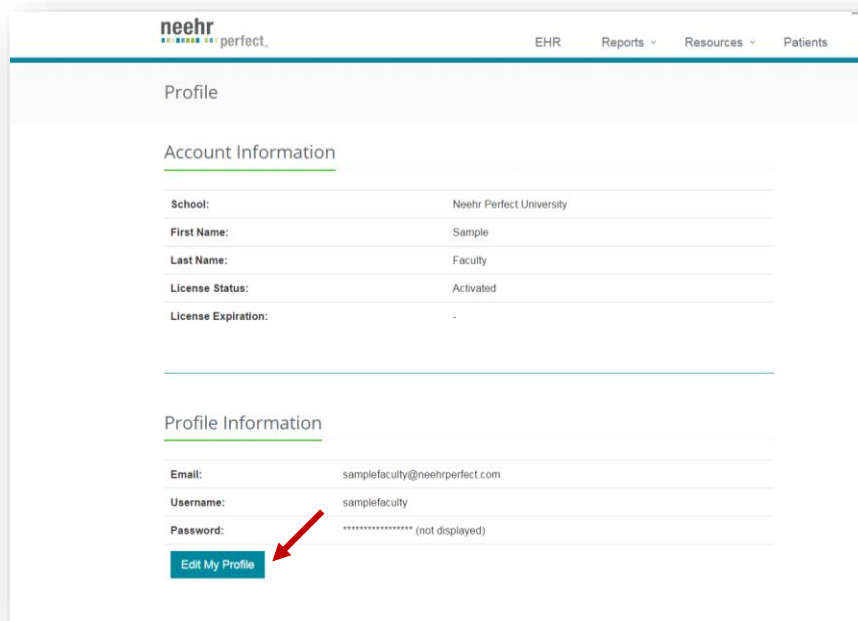 neehr
perfect.
EHR Reports Resources Patients
Profile
Account Information
School: Neehr Perfect University
First Name: Sample
Last Name: Faculty
License Status: Activated
License Expiration: -
Profile Information
Email: samplefaculty@neehrperfect.com
Username: samplefaculty
Password: ***************** (not displayed)
Edit My Profile